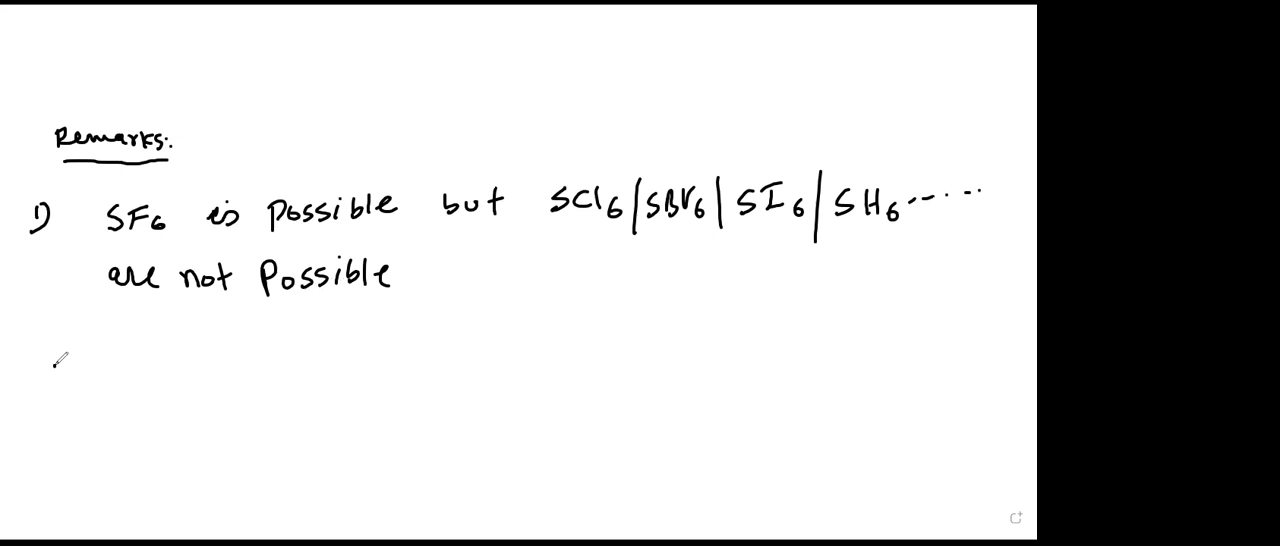 Remarks:
1) SF6 is possible but SCl6/SBr6/SI6/SH6-----
are not possible